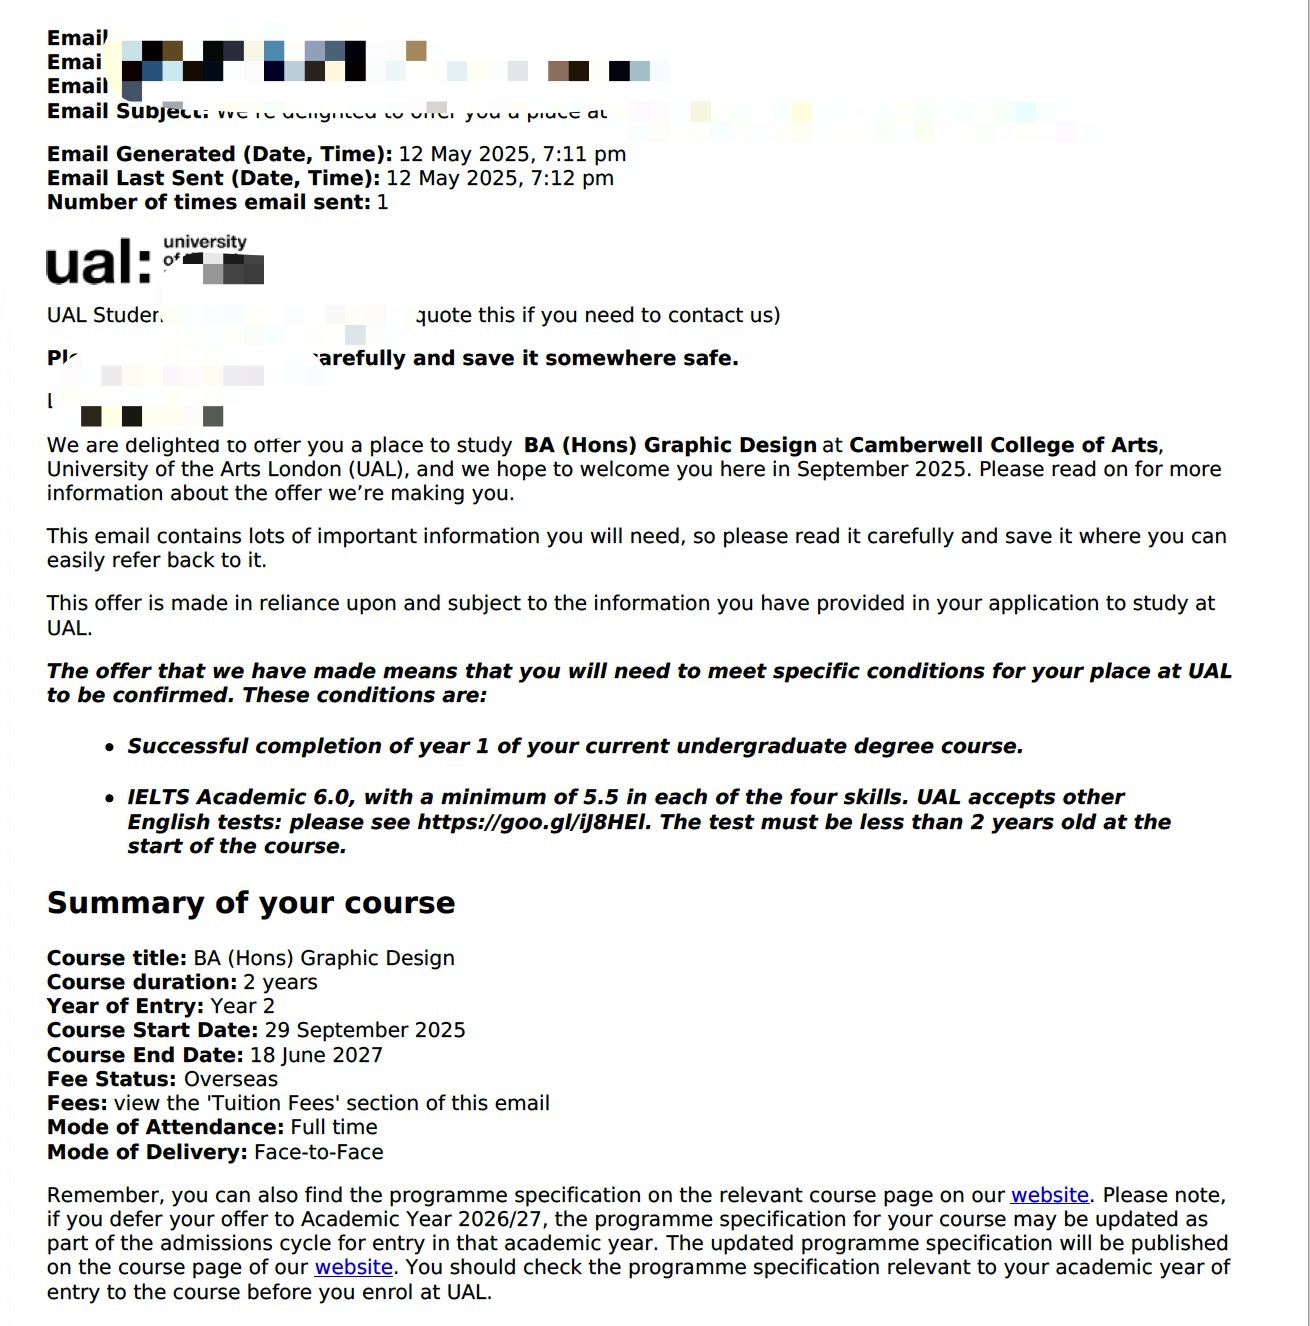 Email
Emai
Email
Email Subject: We're delighted to offer you a place at
Email Generated (Date, Time): 12 May 2025, 7:11 pm
Email Last Sent (Date, Time): 12 May 2025, 7:12 pm
Number of times email sent: 1
ual: university
of
UAL Studen quote this if you need to contact us)
carefully and save it somewhere safe.
We are delighted to offer you a place to study BA (Hons) Graphic Design at Camberwell College of Arts,
University of the Arts London (UAL), and we hope to welcome you here in September 2025. Please read on for more
information about the offer we’re making you.
This email contains lots of important information you will need, so please read it carefully and save it where you can
easily refer back to it.
This offer is made in reliance upon and subject to the information you have provided in your application to study at
UAL.
The offer that we have made means that you will need to meet specific conditions for your place at UAL
to be confirmed. These conditions are:
• Successful completion of year 1 of your current undergraduate degree course.
• IELTS Academic 6.0, with a minimum of 5.5 in each of the four skills. UAL accepts other
English tests: please see https://goo.gl/iJ8HEI. The test must be less than 2 years old at the
start of the course.
Summary of your course
Course title: BA (Hons) Graphic Design
Course duration: 2 years
Year of Entry: Year 2
Course Start Date: 29 September 2025
Course End Date: 18 June 2027
Fee Status: Overseas
Fees: view the 'Tuition Fees' section of this email
Mode of Attendance: Full time
Mode of Delivery: Face-to-Face
Remember, you can also find the programme specification on the relevant course page on our website. Please note,
if you defer your offer to Academic Year 2026/27, the programme specification for your course may be updated as
part of the admissions cycle for entry in that academic year. The updated programme specification will be published
on the course page of our website. You should check the programme specification relevant to your academic year of
entry to the course before you enrol at UAL.